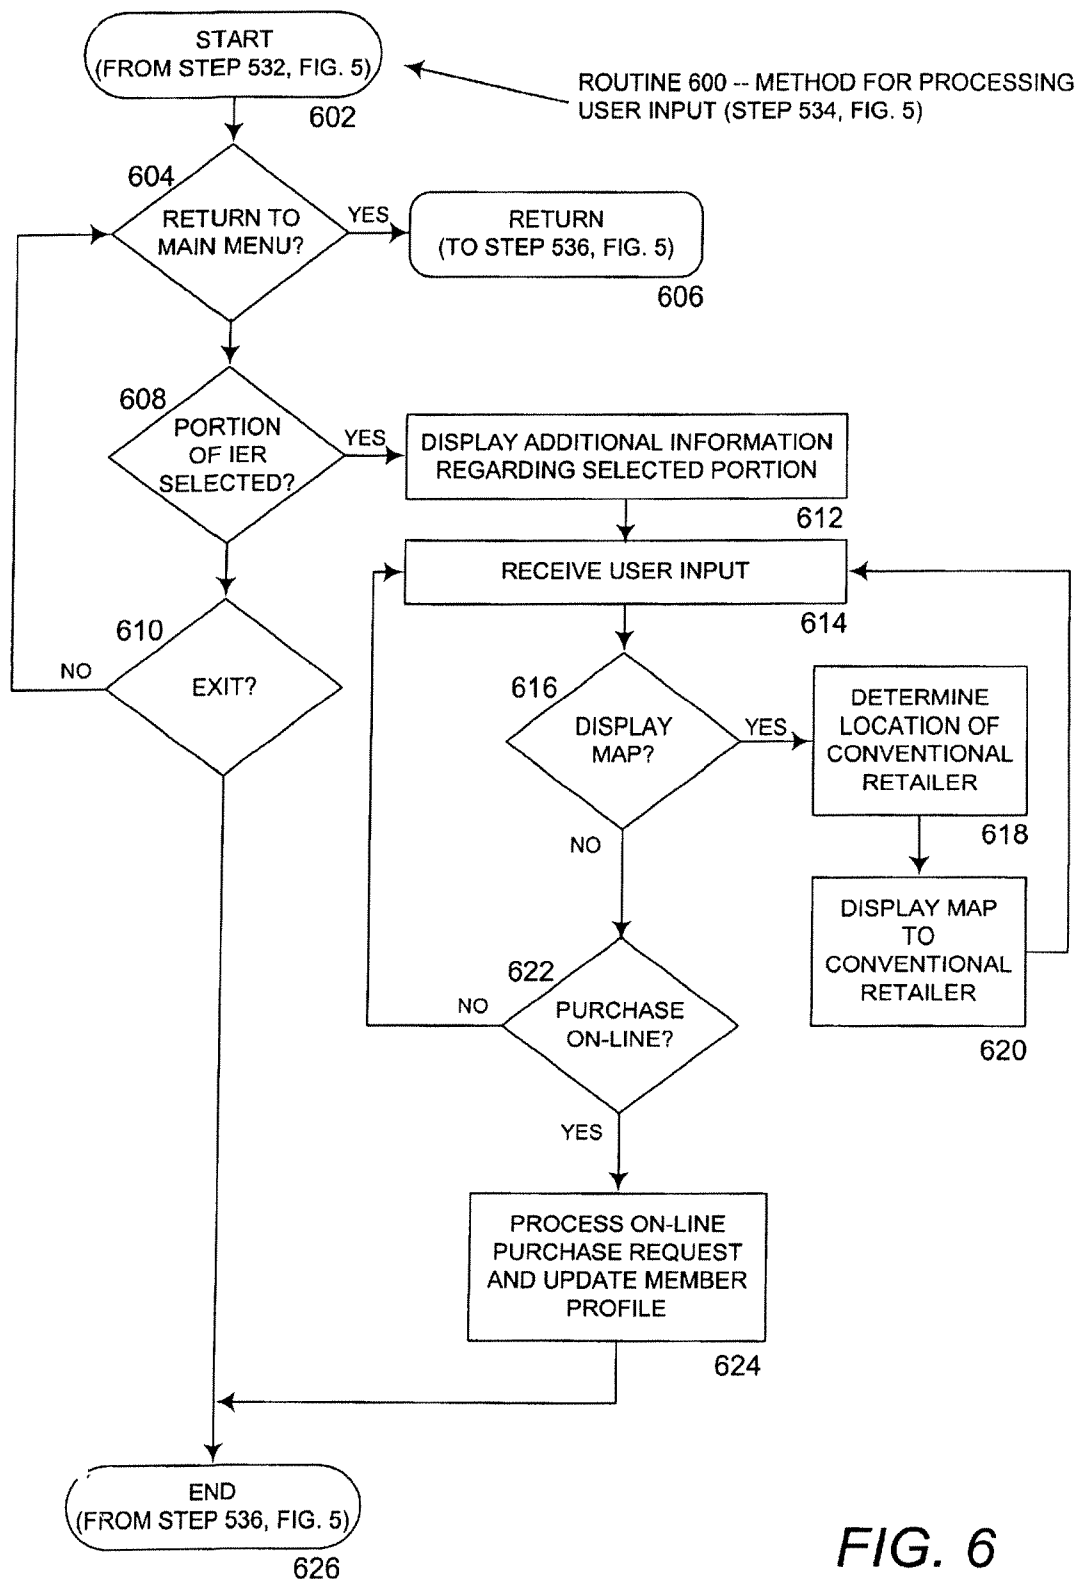 START
(FROM STEP 532, FIG. 5)
602
ROUTINE 600 -- METHOD FOR PROCESSING
USER INPUT (STEP 534, FIG. 5)
604
RETURN TO
MAIN MENU?
YES
RETURN
(TO STEP 536, FIG. 5)
606
608
PORTION
OF IER
SELECTED?
YES
DISPLAY ADDITIONAL INFORMATION
REGARDING SELECTED PORTION
612
RECEIVE USER INPUT
614
610
NO
EXIT?
616
DISPLAY
MAP?
YES
DETERMINE
LOCATION OF
CONVENTIONAL
RETAILER
618
NO
DISPLAY MAP
TO
CONVENTIONAL
RETAILER
620
622
NO
PURCHASE
ON-LINE?
YES
PROCESS ON-LINE
PURCHASE REQUEST
AND UPDATE MEMBER
PROFILE
624
END
(FROM STEP 536, FIG. 5)
626
FIG. 6